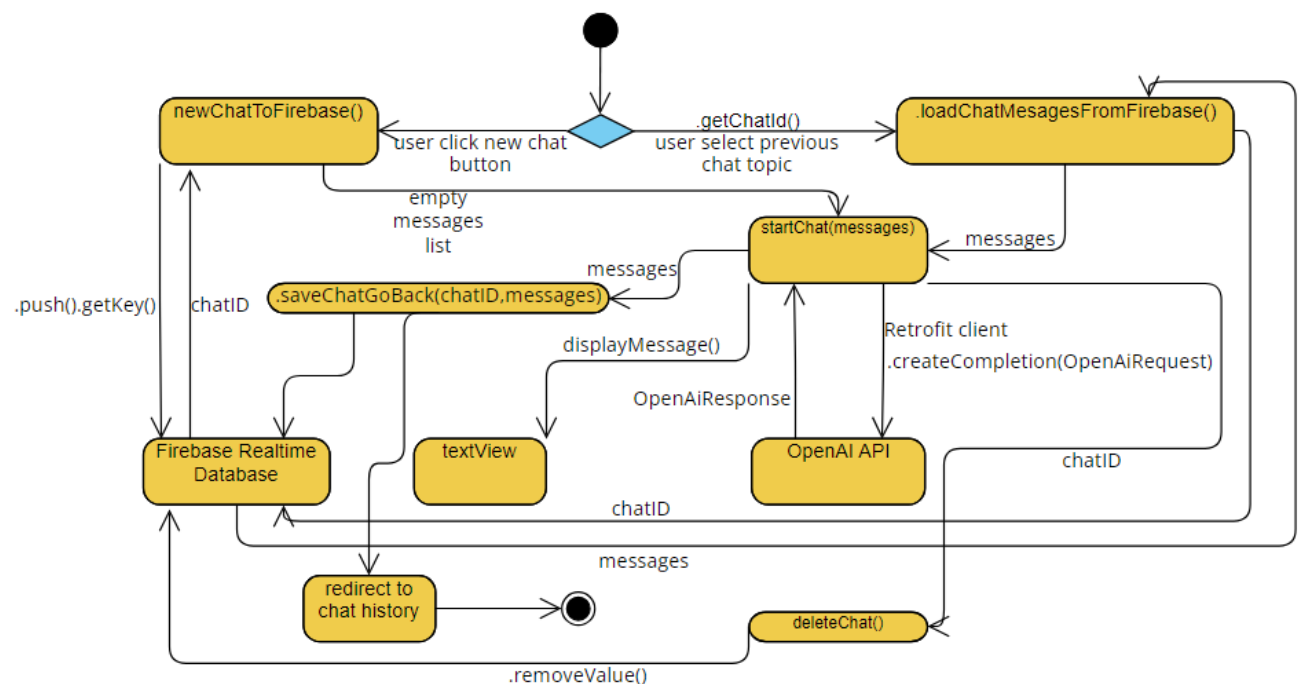 newChatToFirebase()
.getChatId()
.loadChatMesagesFromFirebase()
user click new chat
button
user select previous
chat topic
empty
messages
list
startChat(messages)
messages
messages
.saveChatGoBack(chatID,messages)
.push().getKey()
chatID
Retrofit client
displayMessage()
.createCompletion(OpenAiRequest)
OpenAiResponse
Firebase Realtime
Database
textView
OpenAI API
chatID
chatID
messages
redirect to
chat history
deleteChat()
.removeValue()